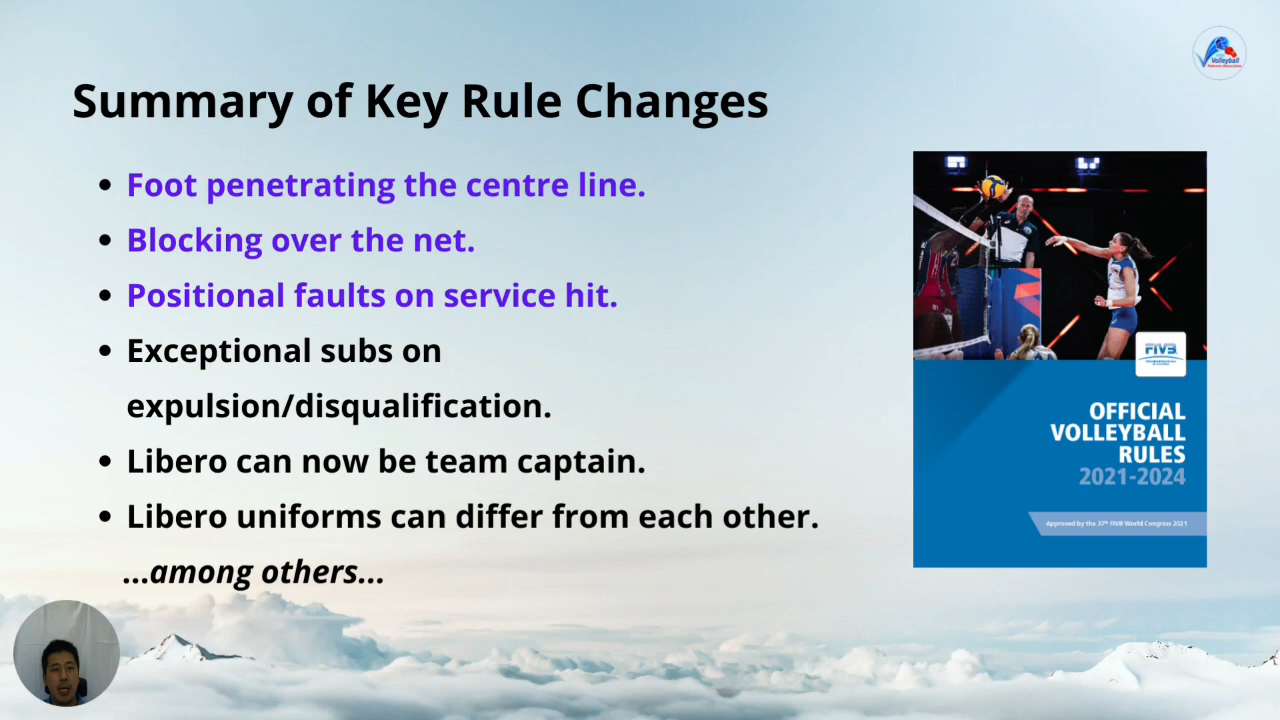 Volleyball
Summary of Key Rule Changes
Foot penetrating the centre line.
Blocking over the net.
Positional faults on service hit.
Exceptional subs on
expulsion/disqualification.
Libero can now be team captain.
Libero uniforms can differ from each other.
...among others...
FIVB
OFFICIAL
VOLLEYBALL
RULES
2021-2024
Approved by the 37th FIVB World Congress 2021